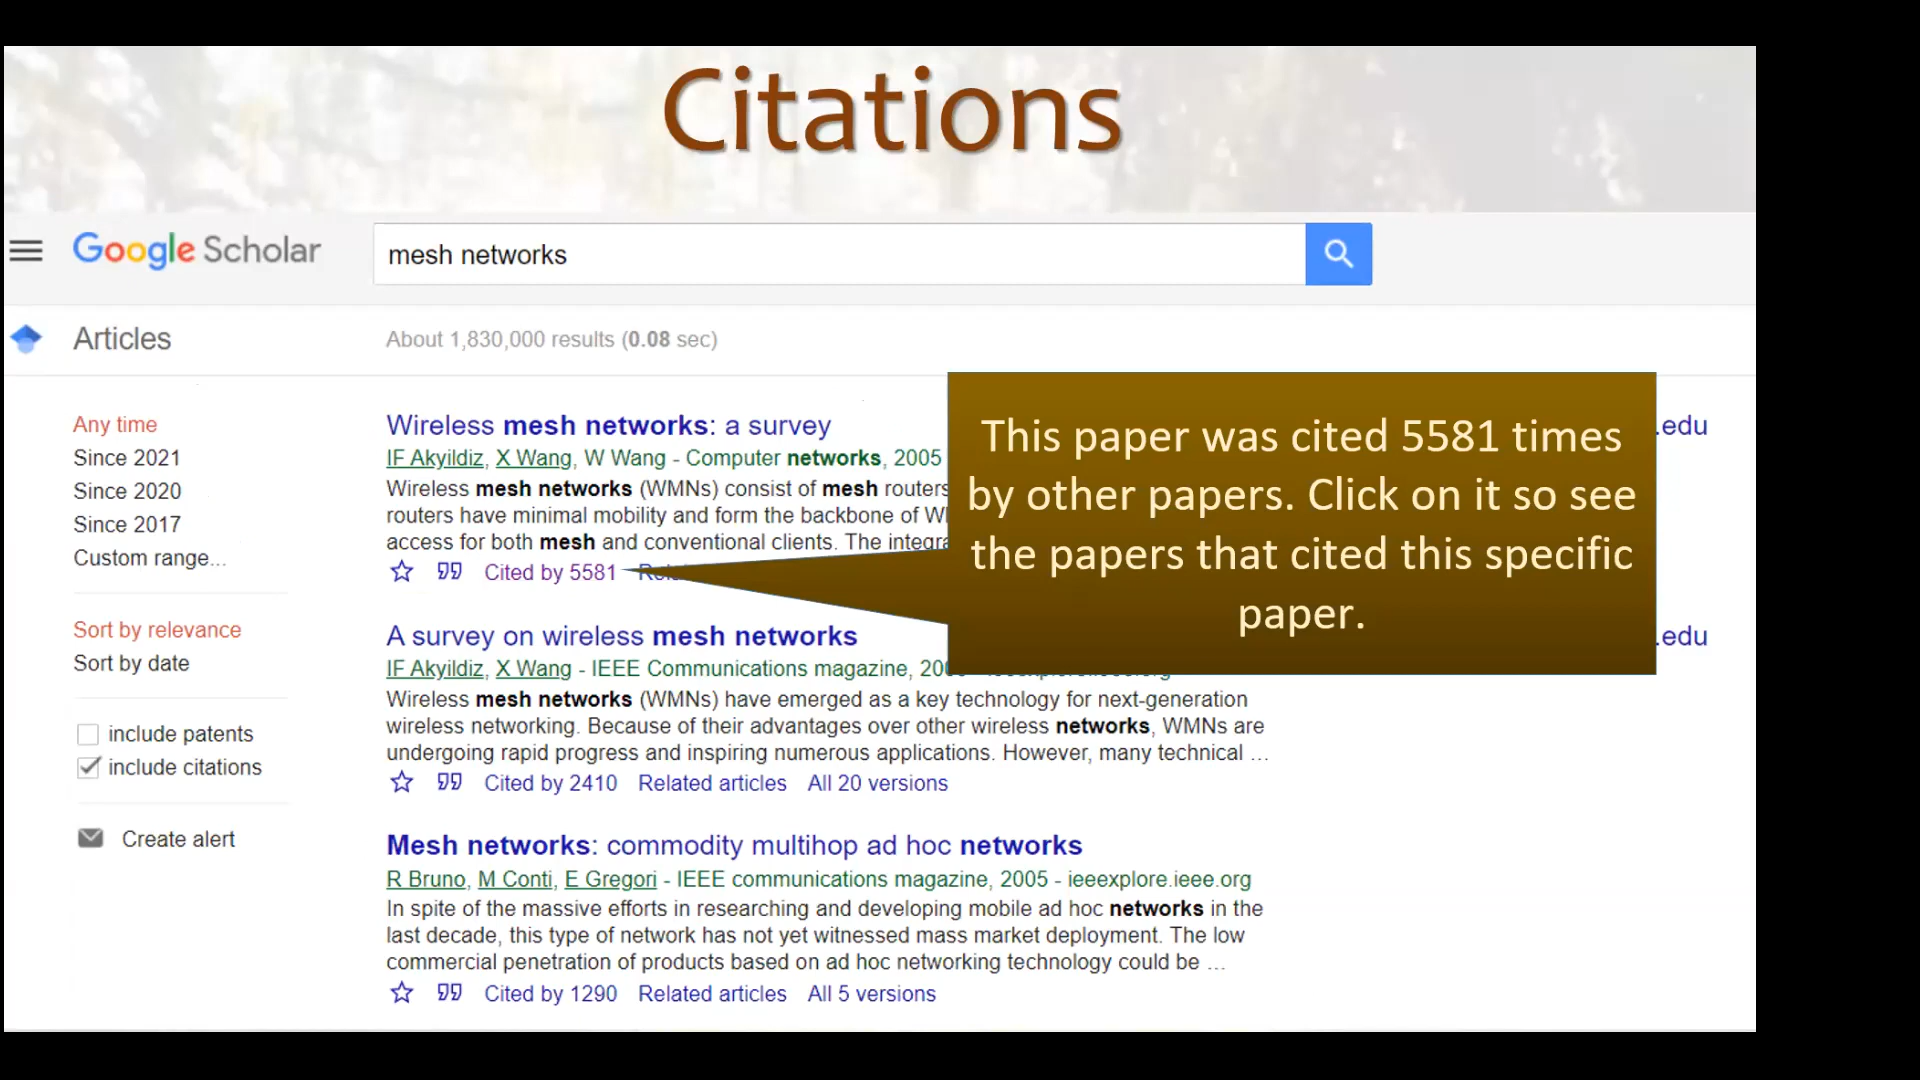 Citations
Google Scholar
mesh networks
Articles
About 1,830,000 results (0.08 sec)
Any time
Since 2021
Since 2020
Since 2017
Custom range...
Sort by relevance
Sort by date
include patents
include citations
Create alert
Wireless mesh networks: a survey
IF Akyildiz, X Wang, W Wang - Computer networks, 2005
Wireless mesh networks (WMNs) consist of mesh routers
routers have minimal mobility and form the backbone of
access for both mesh and conventional clients. The
Cited by 5581
.edu
This paper was cited 5581 times
by other papers. Click on it so see
the papers that cited this specific
paper.
A survey on wireless mesh networks
IF Akyildiz, X Wang - IEEE Communications magazine,
.edu
Wireless mesh networks (WMNs) have emerged as a key technology for next-generation
wireless networking. Because of their advantages over other wireless networks, WMNs are
undergoing rapid progress and inspiring numerous applications. However, many technical ...
Cited by 2410 Related articles All 20 versions
Mesh networks: commodity multihop ad hoc networks
R Bruno, M Conti, E Gregori - IEEE communications magazine, 2005 - ieeexplore.ieee.org
In spite of the massive efforts in researching and developing mobile ad hoc networks in the
last decade, this type of network has not yet witnessed mass market deployment. The low
commercial penetration of products based on ad hoc networking technology could be ...
Cited by 1290 Related articles All 5 versions